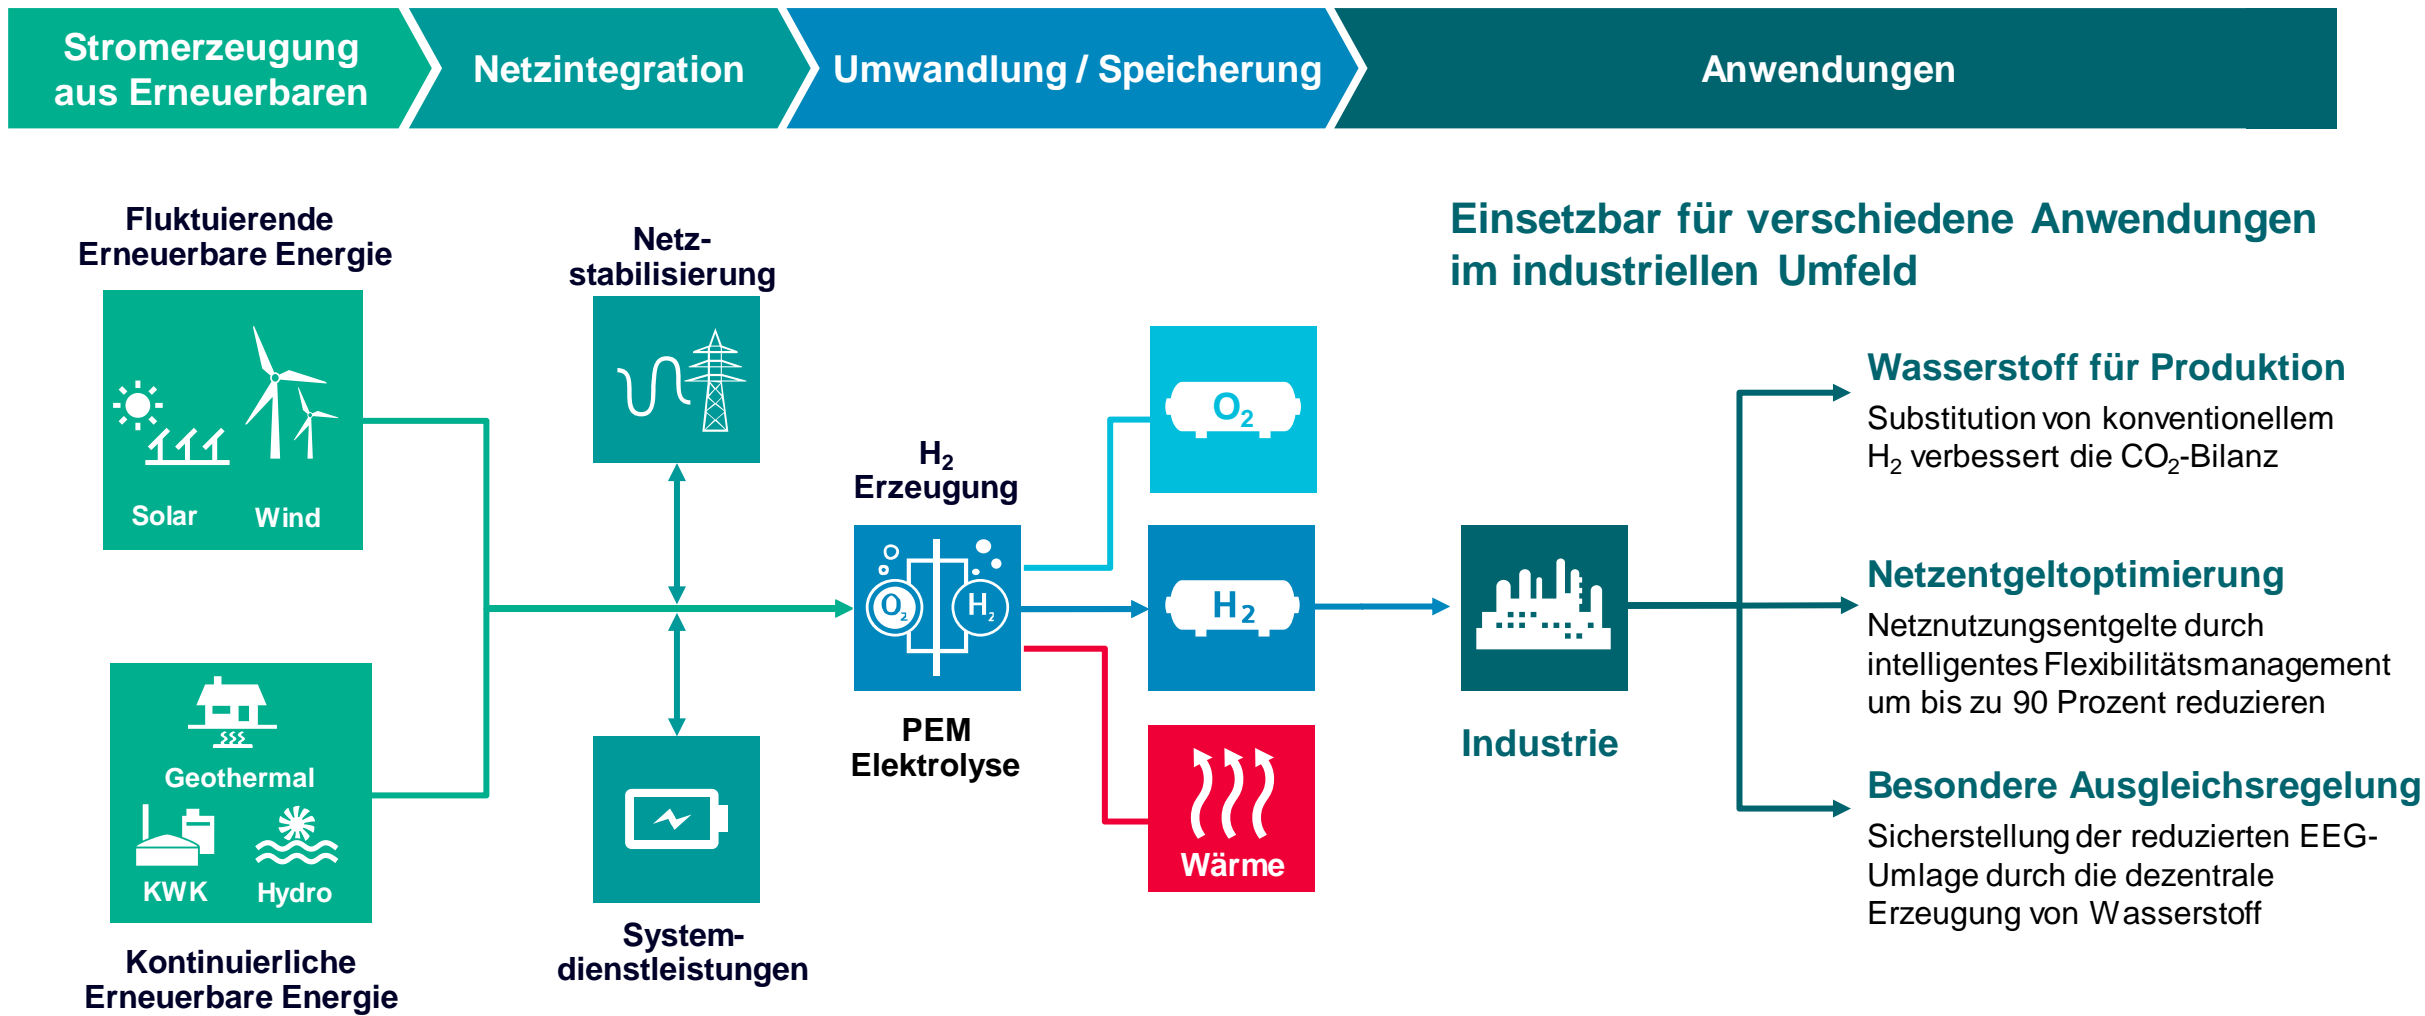 Stromerzeugung
aus Erneuerbaren
Netzintegration
Umwandlung / Speicherung
Anwendungen
Fluktuierende
Erneuerbare Energie
Solar
Wind
Geothermal
KWK
Hydro
Kontinuierliche
Erneuerbare Energie
Netz-
stabilisierung
System-
dienstleistungen
H₂
Erzeugung
O₂
H₂
PEM
Elektrolyse
O₂
H₂
Wärme
Einsetzbar für verschiedene Anwendungen
im industriellen Umfeld
Industrie
Wasserstoff für Produktion
Substitution von konventionellem
H₂ verbessert die CO₂-Bilanz
Netzentgeltoptimierung
Netznutzungsentgelte durch
intelligentes Flexibilitätsmanagement
um bis zu 90 Prozent reduzieren
Besondere Ausgleichsregelung
Sicherstellung der reduzierten EEG-
Umlage durch die dezentrale
Erzeugung von Wasserstoff